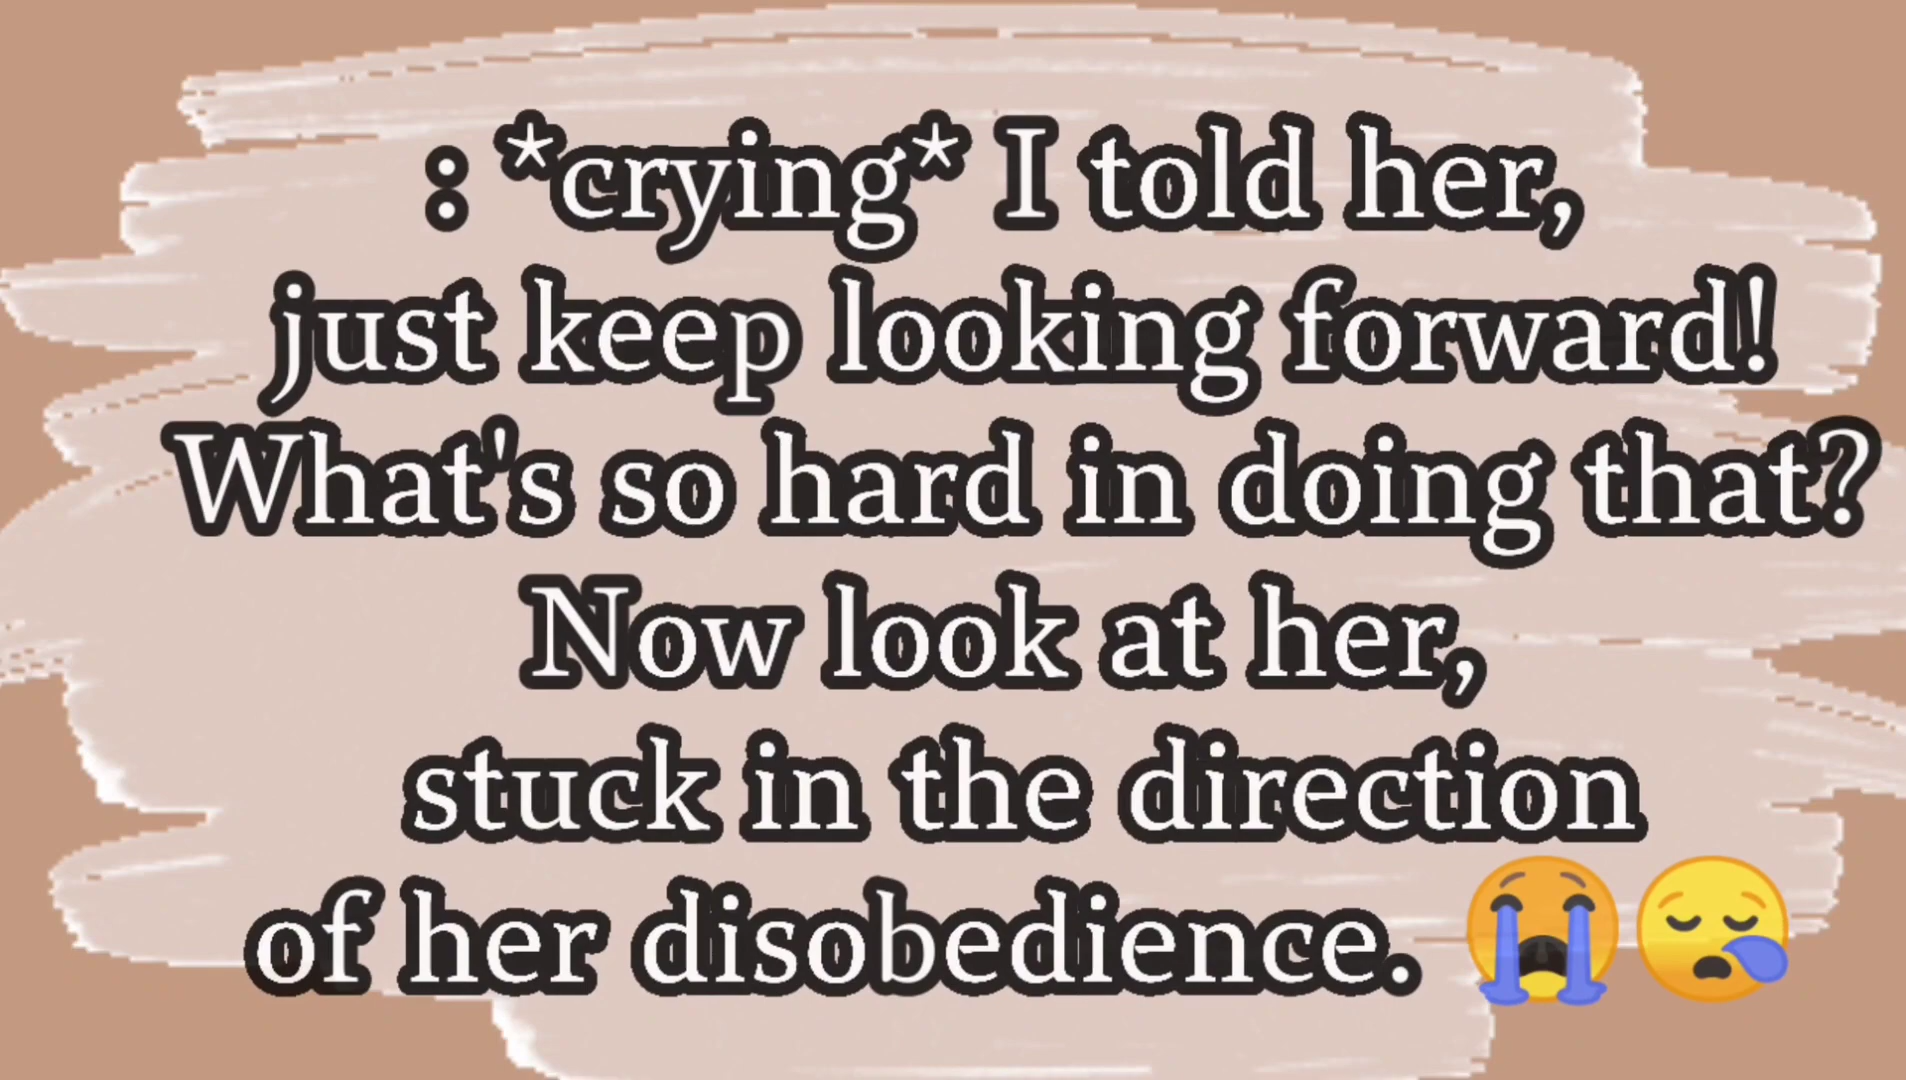 : *crying* I told her,
just keep looking forward!
What's so hard in doing that?
Now look at her,
stuck in the direction
of her disobedience. 😭😪